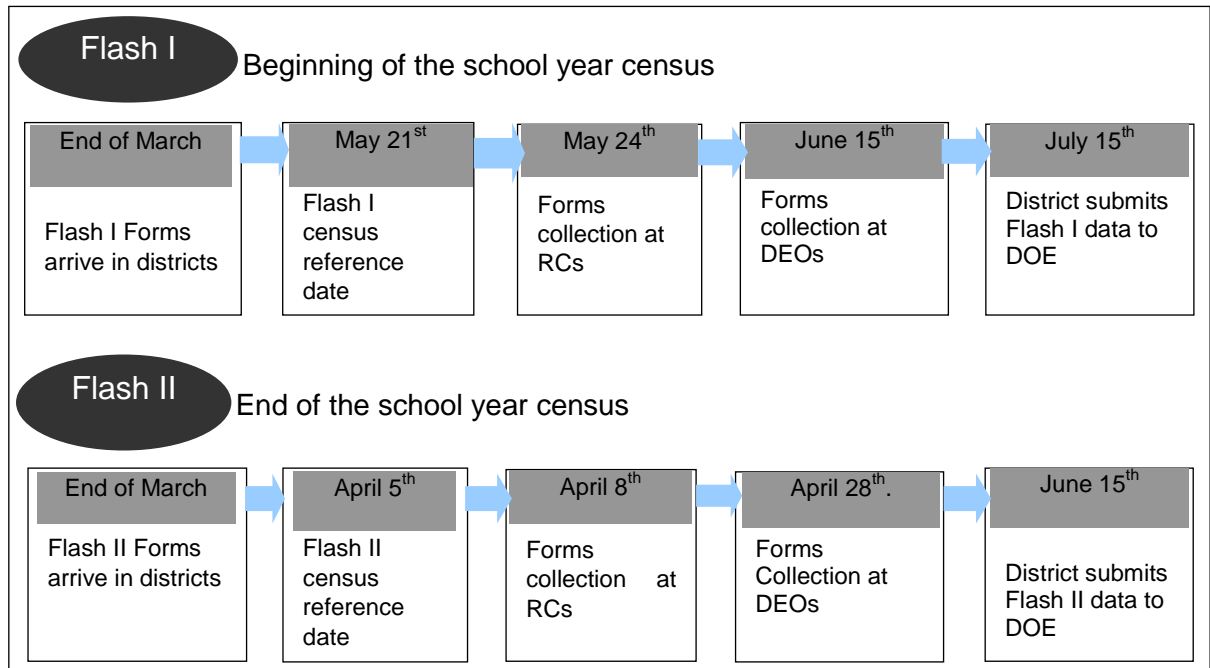 Flash I
Beginning of the school year census
End of March
Flash I Forms
arrive in districts
May 21st
Flash I
census
reference
date
May 24th
Forms
collection at
RCs
June 15th
Forms
collection at
DEOs
July 15th
District submits
Flash I data to
DOE
Flash II
End of the school year census
End of March
Flash II Forms
arrive in districts
April 5th
Flash II
census
reference
date
April 8th
Forms
collection at
RCs
April 28th.
Forms
Collection at
DEOs
June 15th
District submits
Flash II data to
DOE